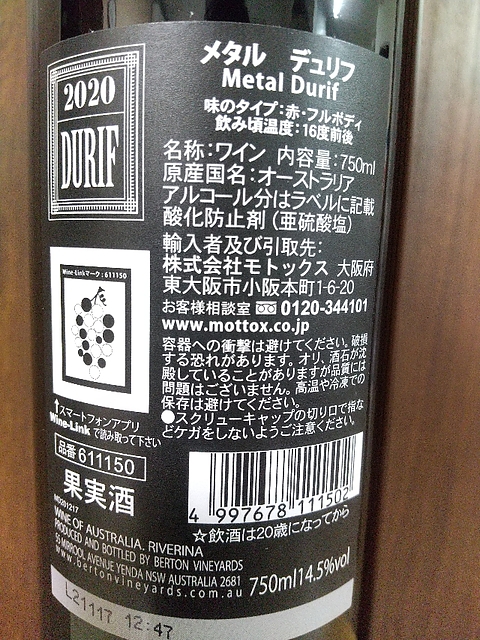 メタル デュリフ
Metal Durif
味のタイプ:赤・フルボディ
飲み頃温度:16度前後
2020
DURIF
名称:ワイン 内容量:750ml
原産国名:オーストラリア
アルコール分はラベルに記載
酸化防止剤(亜硫酸塩)
輸入者及び引取先:
株式会社モトックス 大阪府
東大阪市小阪本町1-6-20
お客様相談室 0120-344101
www.mottox.co.jp
Wine-Linkマーク:611150
容器への衝撃は避けてください。破損
する恐れがあります。オリ、酒石が沈
殿していることがありますが品質には
問題はございません。高温や冷凍での
保存は避けてください。
●スクリューキャップの切り口で指な
どケガをしないようご注意ください。
↑スマートフォンアプリ
Wine-Link で読み取って下さい
品番 611150
果実酒
4 997678 111502
☆飲酒は20歳になってから
MD201217
WINE OF AUSTRALIA. RIVERINA
PRODUCED AND BOTTLED BY BERTON VINEYARDS
55 MIRROOL AVENUE YENDA NSW AUSTRALIA 2681
www.bertonvineyards.com.au 750ml14.5%vol
L21117 12:47